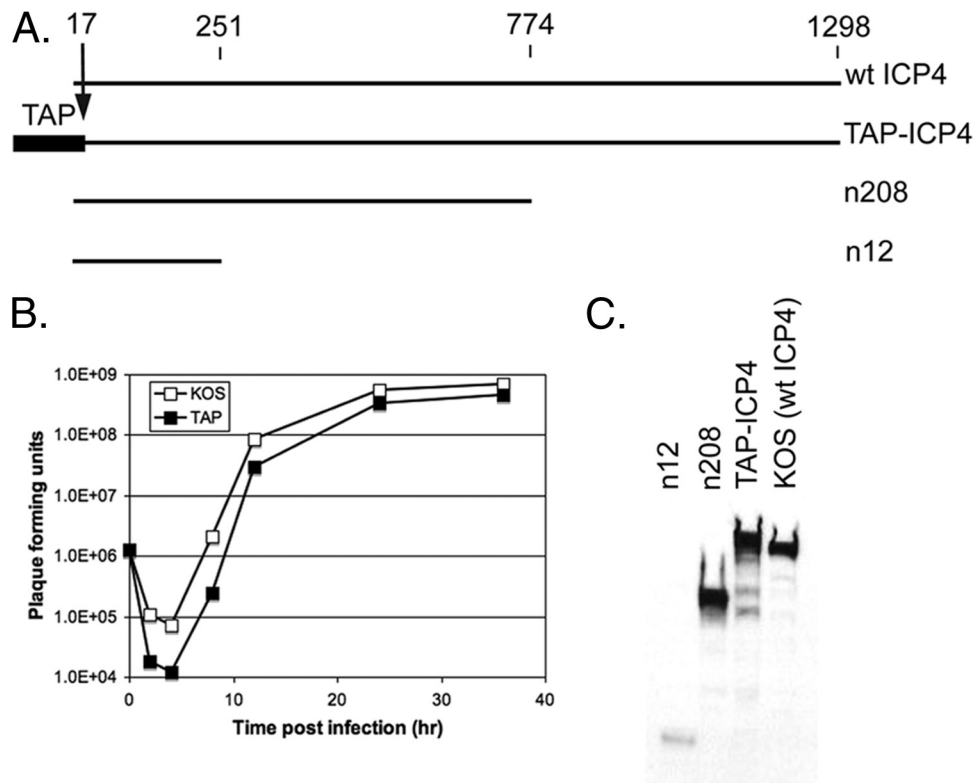 A.
17
251
774
1298
wt ICP4
TAP
TAP-ICP4
n208
n12
B.
1.0E+09
1.0E+08
1.0E+07
1.0E+06
1.0E+05
1.0E+04
Plaque forming units
KOS
TAP
0
10
20
30
40
Time post infection (hr)
C.
n12
n208
TAP-ICP4
KOS (wt ICP4)